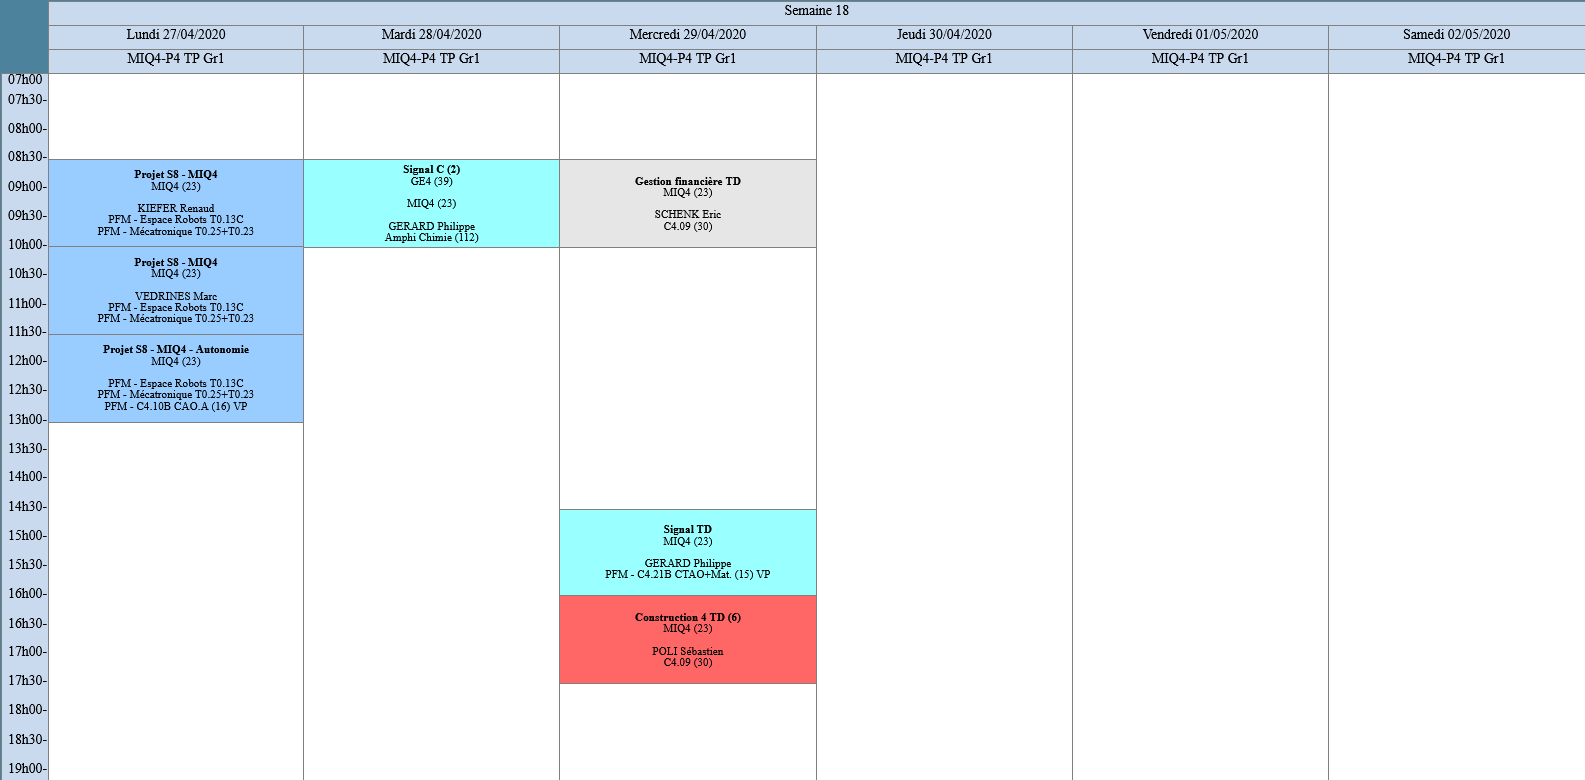 Semaine 18
Lundi 27/04/2020
Mardi 28/04/2020
Mercredi 29/04/2020
Jeudi 30/04/2020
Vendredi 01/05/2020
Samedi 02/05/2020
MIQ4-P4 TP Gr1
MIQ4-P4 TP Gr1
MIQ4-P4 TP Gr1
MIQ4-P4 TP Gr1
MIQ4-P4 TP Gr1
MIQ4-P4 TP Gr1
07h00
07h30-
08h00-
08h30-
09h00-
09h30-
10h00-
10h30-
11h00-
11h30-
12h00-
12h30-
13h00-
13h30-
14h00-
14h30-
15h00-
15h30-
16h00-
16h30-
17h00-
17h30-
18h00-
18h30-
19h00-
Projet S8 - MIQ4
MIQ4 (23)
KIEFER Renaud
PFM - Espace Robots T0.13C
PFM - Mécatronique T0.25+T0.23
Projet S8 - MIQ4
MIQ4 (23)
VEDRINES Marc
PFM - Espace Robots T0.13C
PFM - Mécatronique T0.25+T0.23
Projet S8 - MIQ4 - Autonomie
MIQ4 (23)
PFM - Espace Robots T0.13C
PFM - Mécatronique T0.25+T0.23
PFM - C4.10B CAO.A (16) VP
Signal C (2)
GE4 (39)
MIQ4 (23)
GERARD Philippe
Amphi Chimie (112)
Gestion financière TD
MIQ4 (23)
SCHENK Eric
C4.09 (30)
Signal TD
MIQ4 (23)
GERARD Philippe
PFM - C4.21B CTAO+Mat. (15) VP
Construction 4 TD (6)
MIQ4 (23)
POLI Sébastien
C4.09 (30)